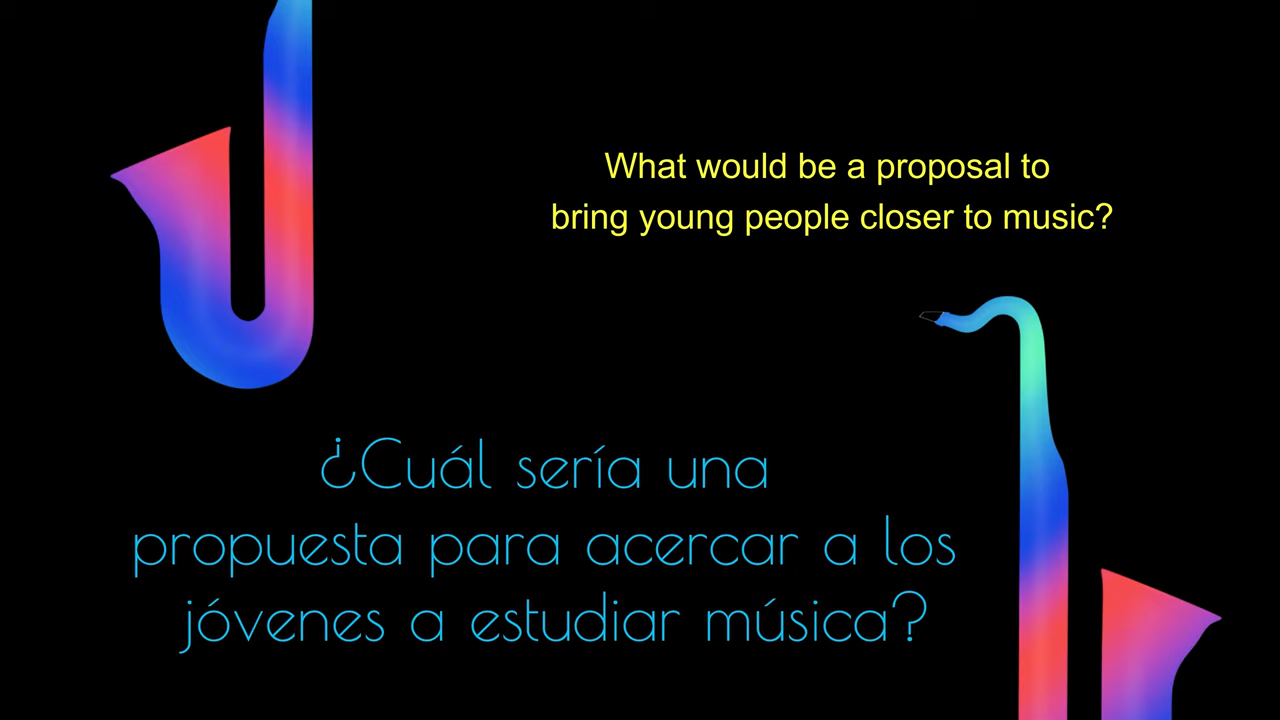 What would be a proposal to
bring young people closer to music?
¿Cuál sería una
propuesta para acercar a los
jóvenes a estudiar música?